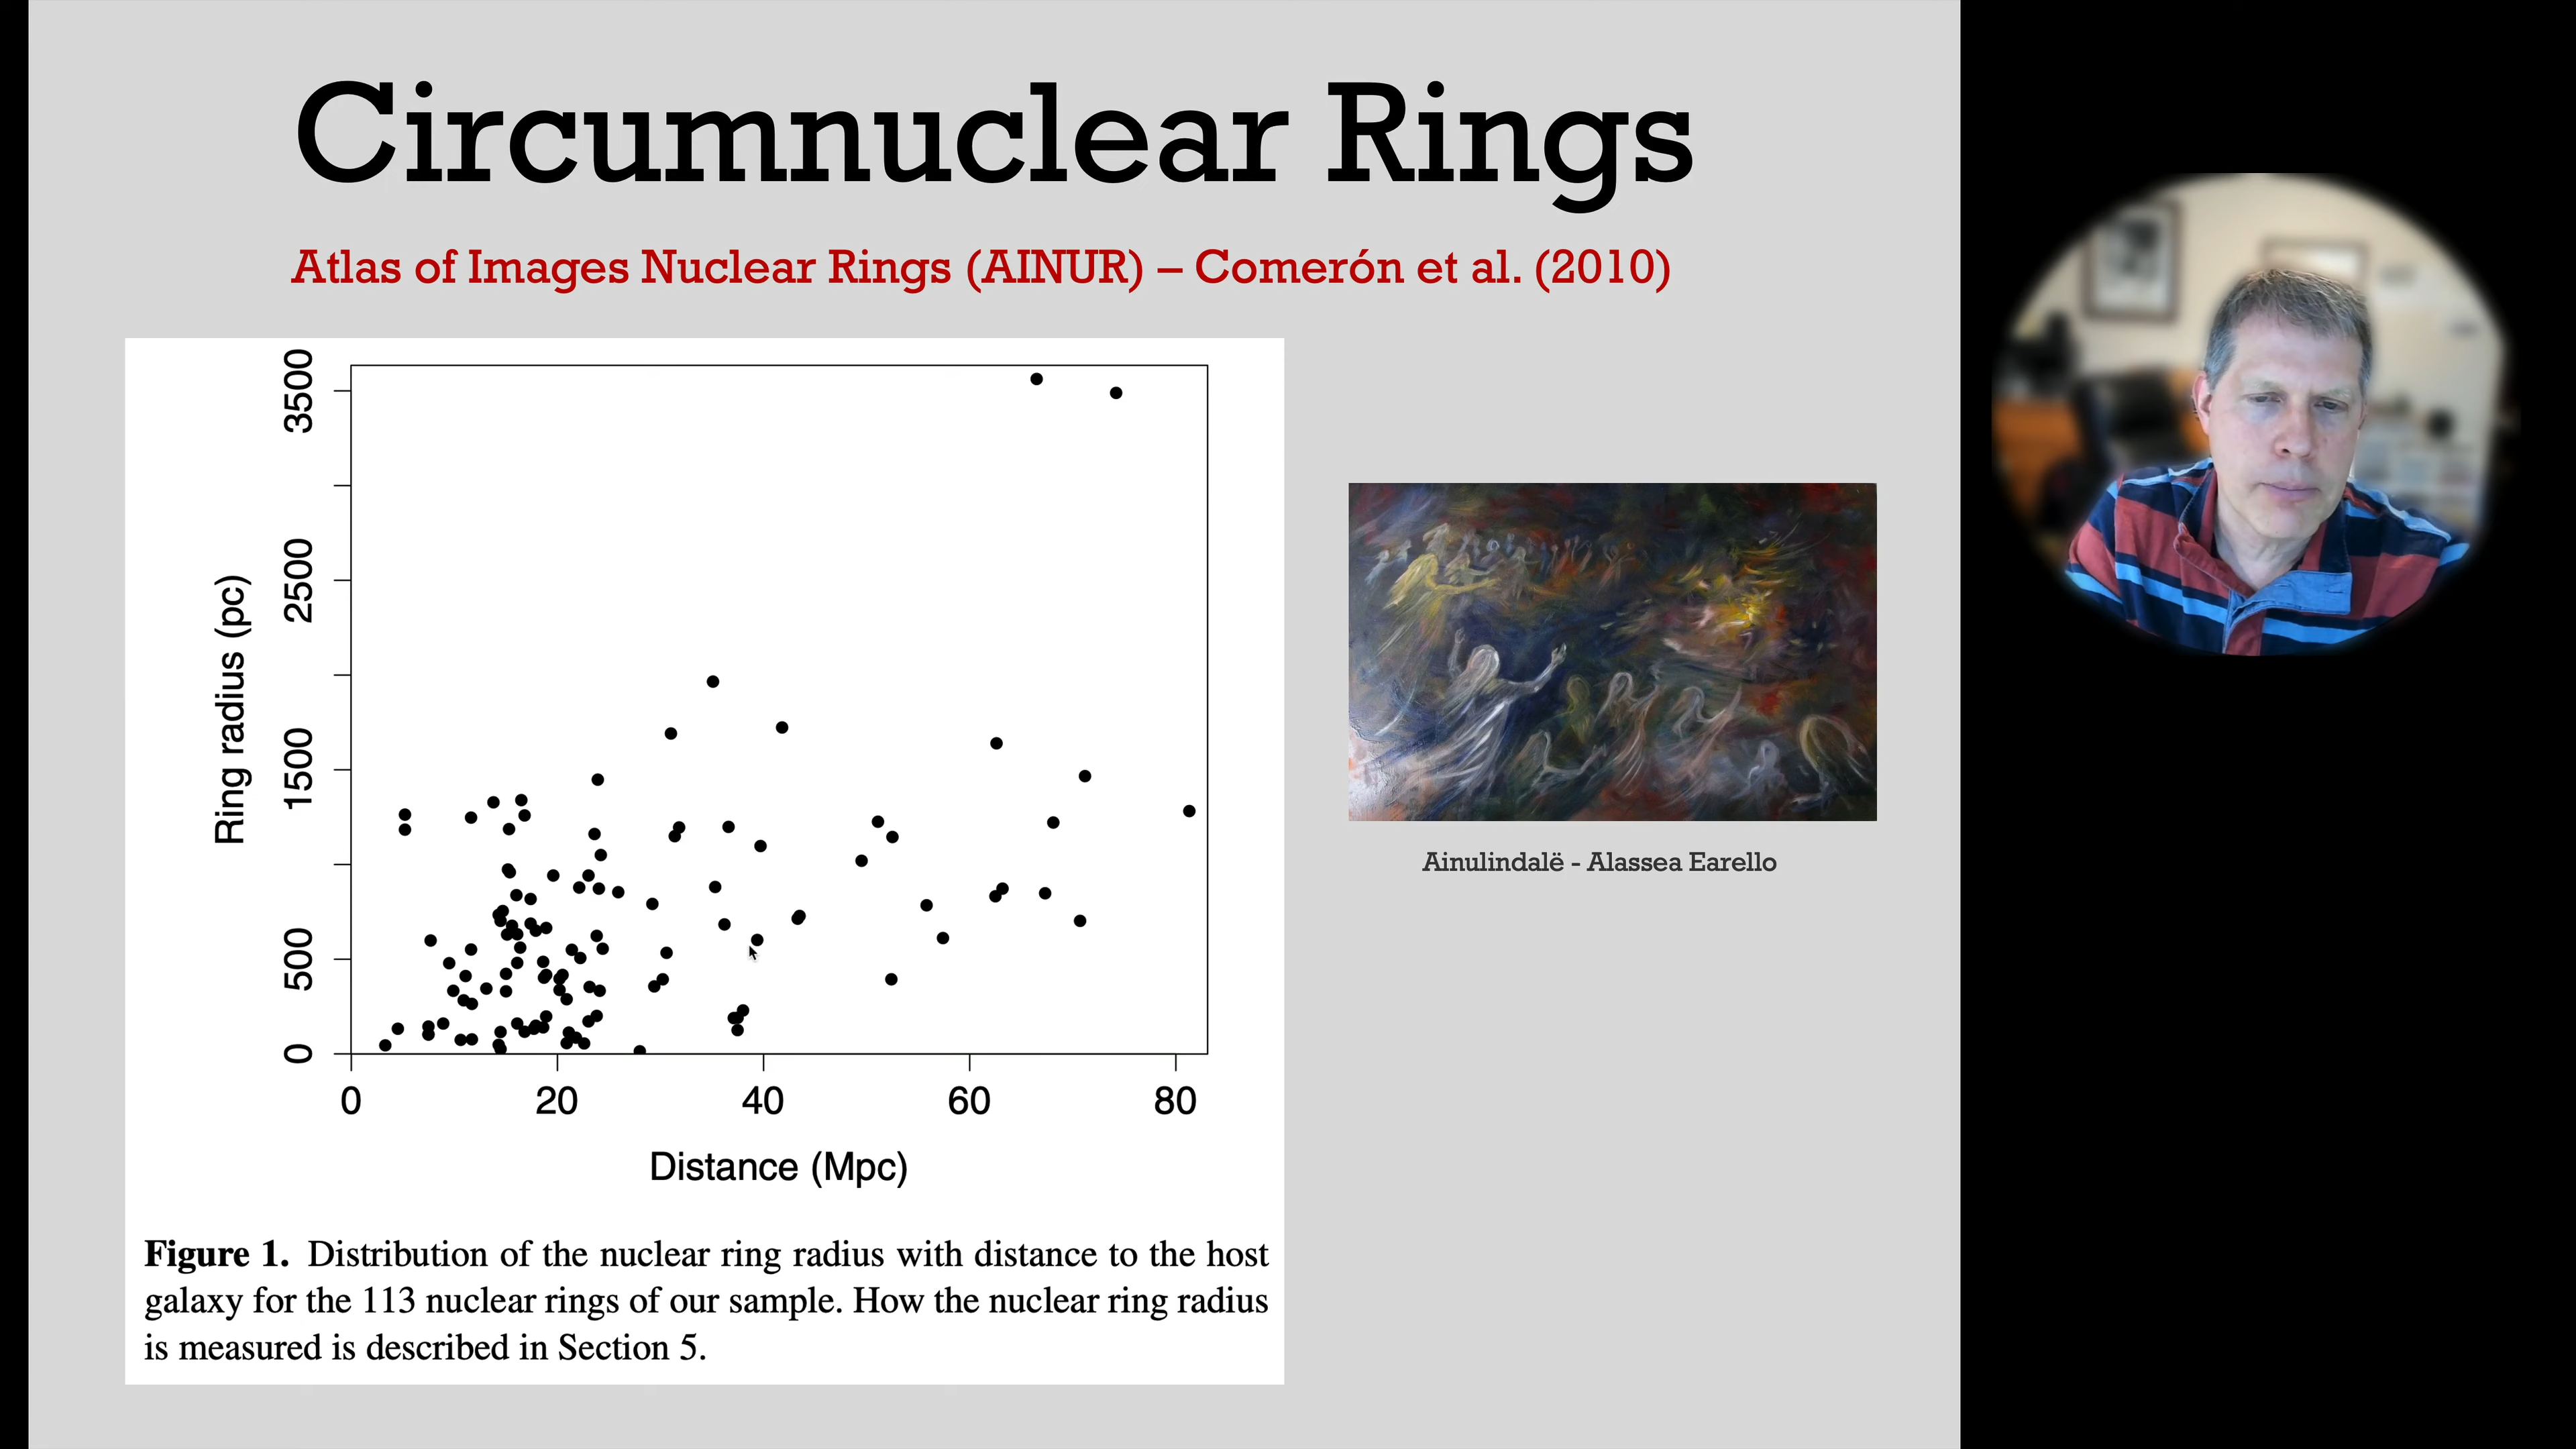 Circumnuclear Rings
Atlas of Images Nuclear Rings (AINUR) – Comerón et al. (2010)
3500
2500
1500
500
0
Ring radius (pc)
0 20 40 60 80
Distance (Mpc)
Figure 1. Distribution of the nuclear ring radius with distance to the host
galaxy for the 113 nuclear rings of our sample. How the nuclear ring radius
is measured is described in Section 5.
Ainulindalë - Alassea Earello